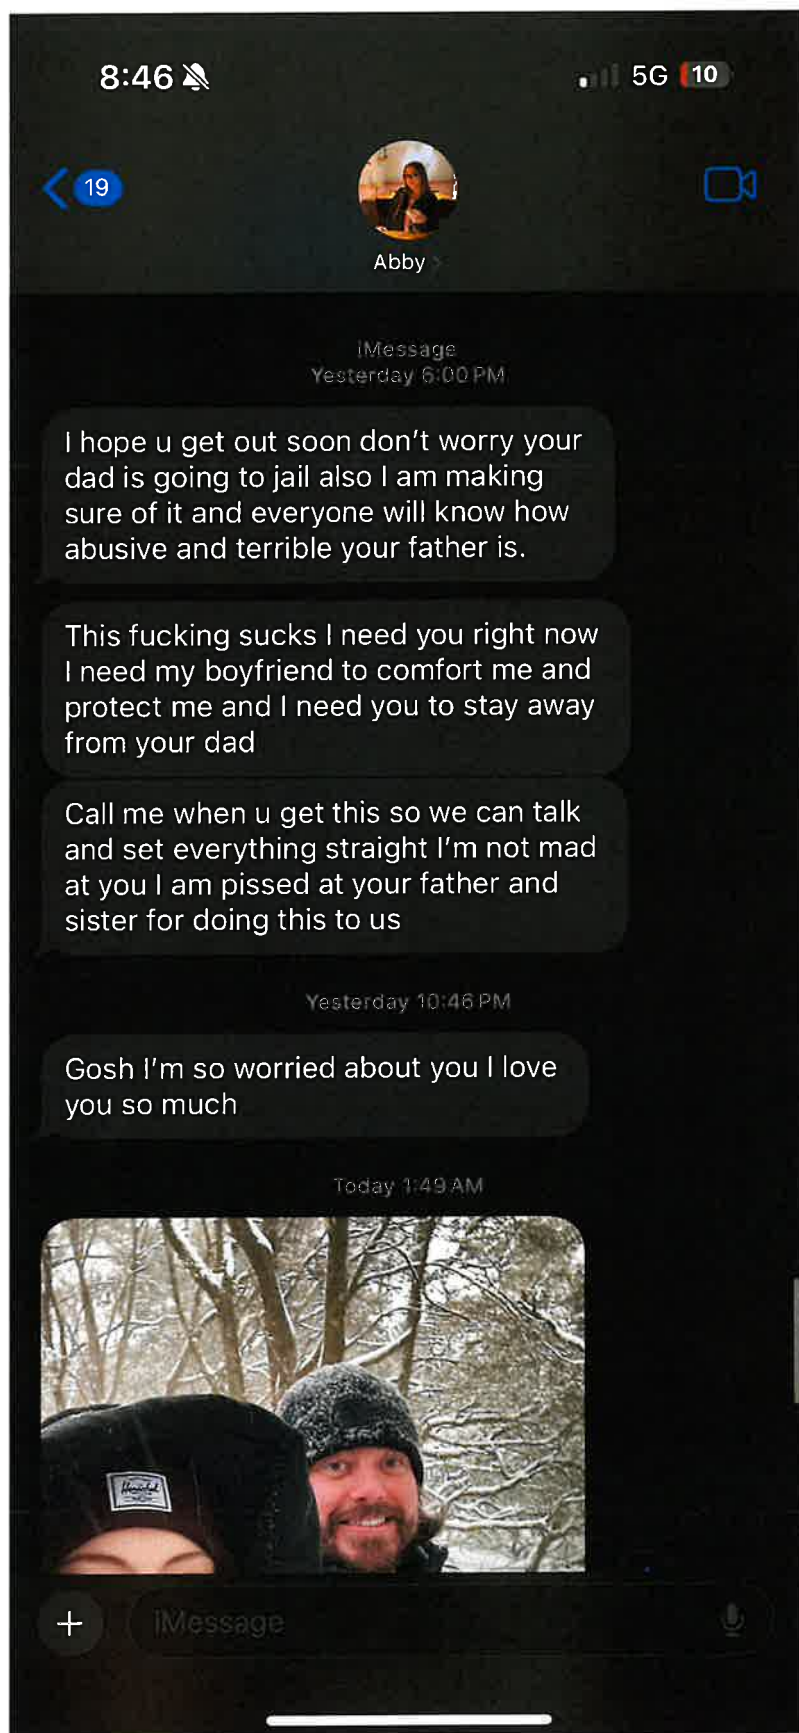 8:46
5G 10
19
Abby
iMessage
Yesterday 6:00 PM
I hope u get out soon don't worry your
dad is going to jail also I am making
sure of it and everyone will know how
abusive and terrible your father is.
This fucking sucks I need you right now
I need my boyfriend to comfort me and
protect me and I need you to stay away
from your dad
Call me when u get this so we can talk
and set everything straight I'm not mad
at you I am pissed at your father and
sister for doing this to us
Yesterday 10:46 PM
Gosh I'm so worried about you I love
you so much
Today 1:49 AM
Herschel
iMessage